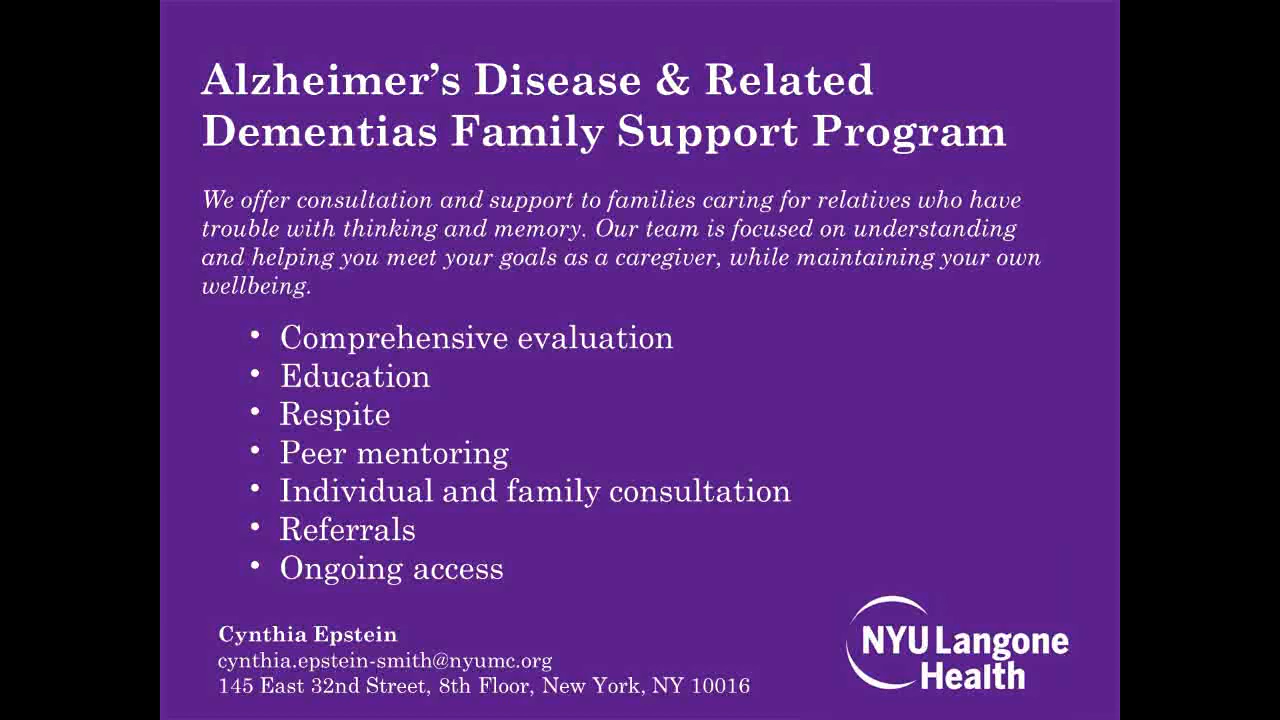 Alzheimer’s Disease & Related
Dementias Family Support Program
We offer consultation and support to families caring for relatives who have
trouble with thinking and memory. Our team is focused on understanding
and helping you meet your goals as a caregiver, while maintaining your own
wellbeing.
• Comprehensive evaluation
• Education
• Respite
• Peer mentoring
• Individual and family consultation
• Referrals
• Ongoing access
Cynthia Epstein
cynthia.epstein-smith@nyumc.org
145 East 32nd Street, 8th Floor, New York, NY 10016
NYU Langone
Health